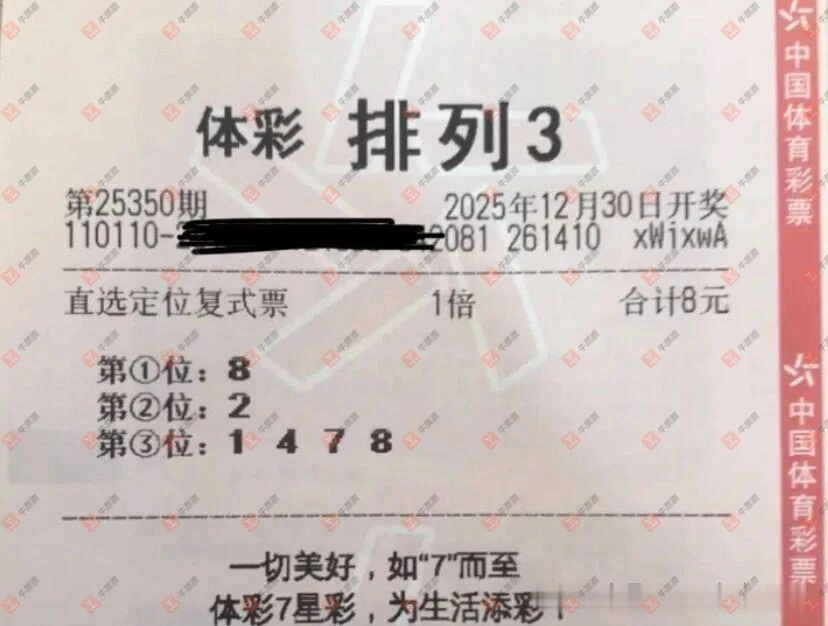 体彩 排列3
第25350期 2025年12月30日开奖
110110- 2081 261410 xWixwA
直选定位复式票 1倍 合计8元
第①位: 8
第②位: 2
第③位: 1 4 7 8
一切美好，如“7”而至
体彩7星彩，为生活添彩！
中国体育彩票
中国体育彩票
牛票票